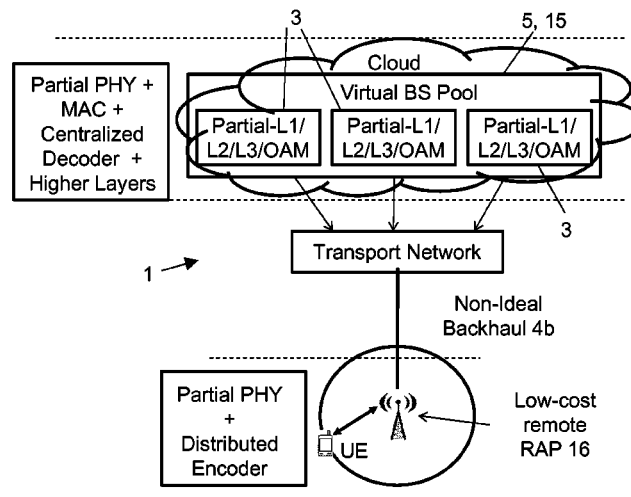 3
5, 15
Cloud
Virtual BS Pool
Partial PHY +
MAC +
Centralized
Decoder +
Higher Layers
Partial-L1/
L2/L3/OAM
Partial-L1/
L2/L3/OAM
Partial-L1/
L2/L3/OAM
3
Transport Network
1
Non-Ideal
Backhaul 4b
Partial PHY
+
Distributed
Encoder
UE
Low-cost
remote
RAP 16